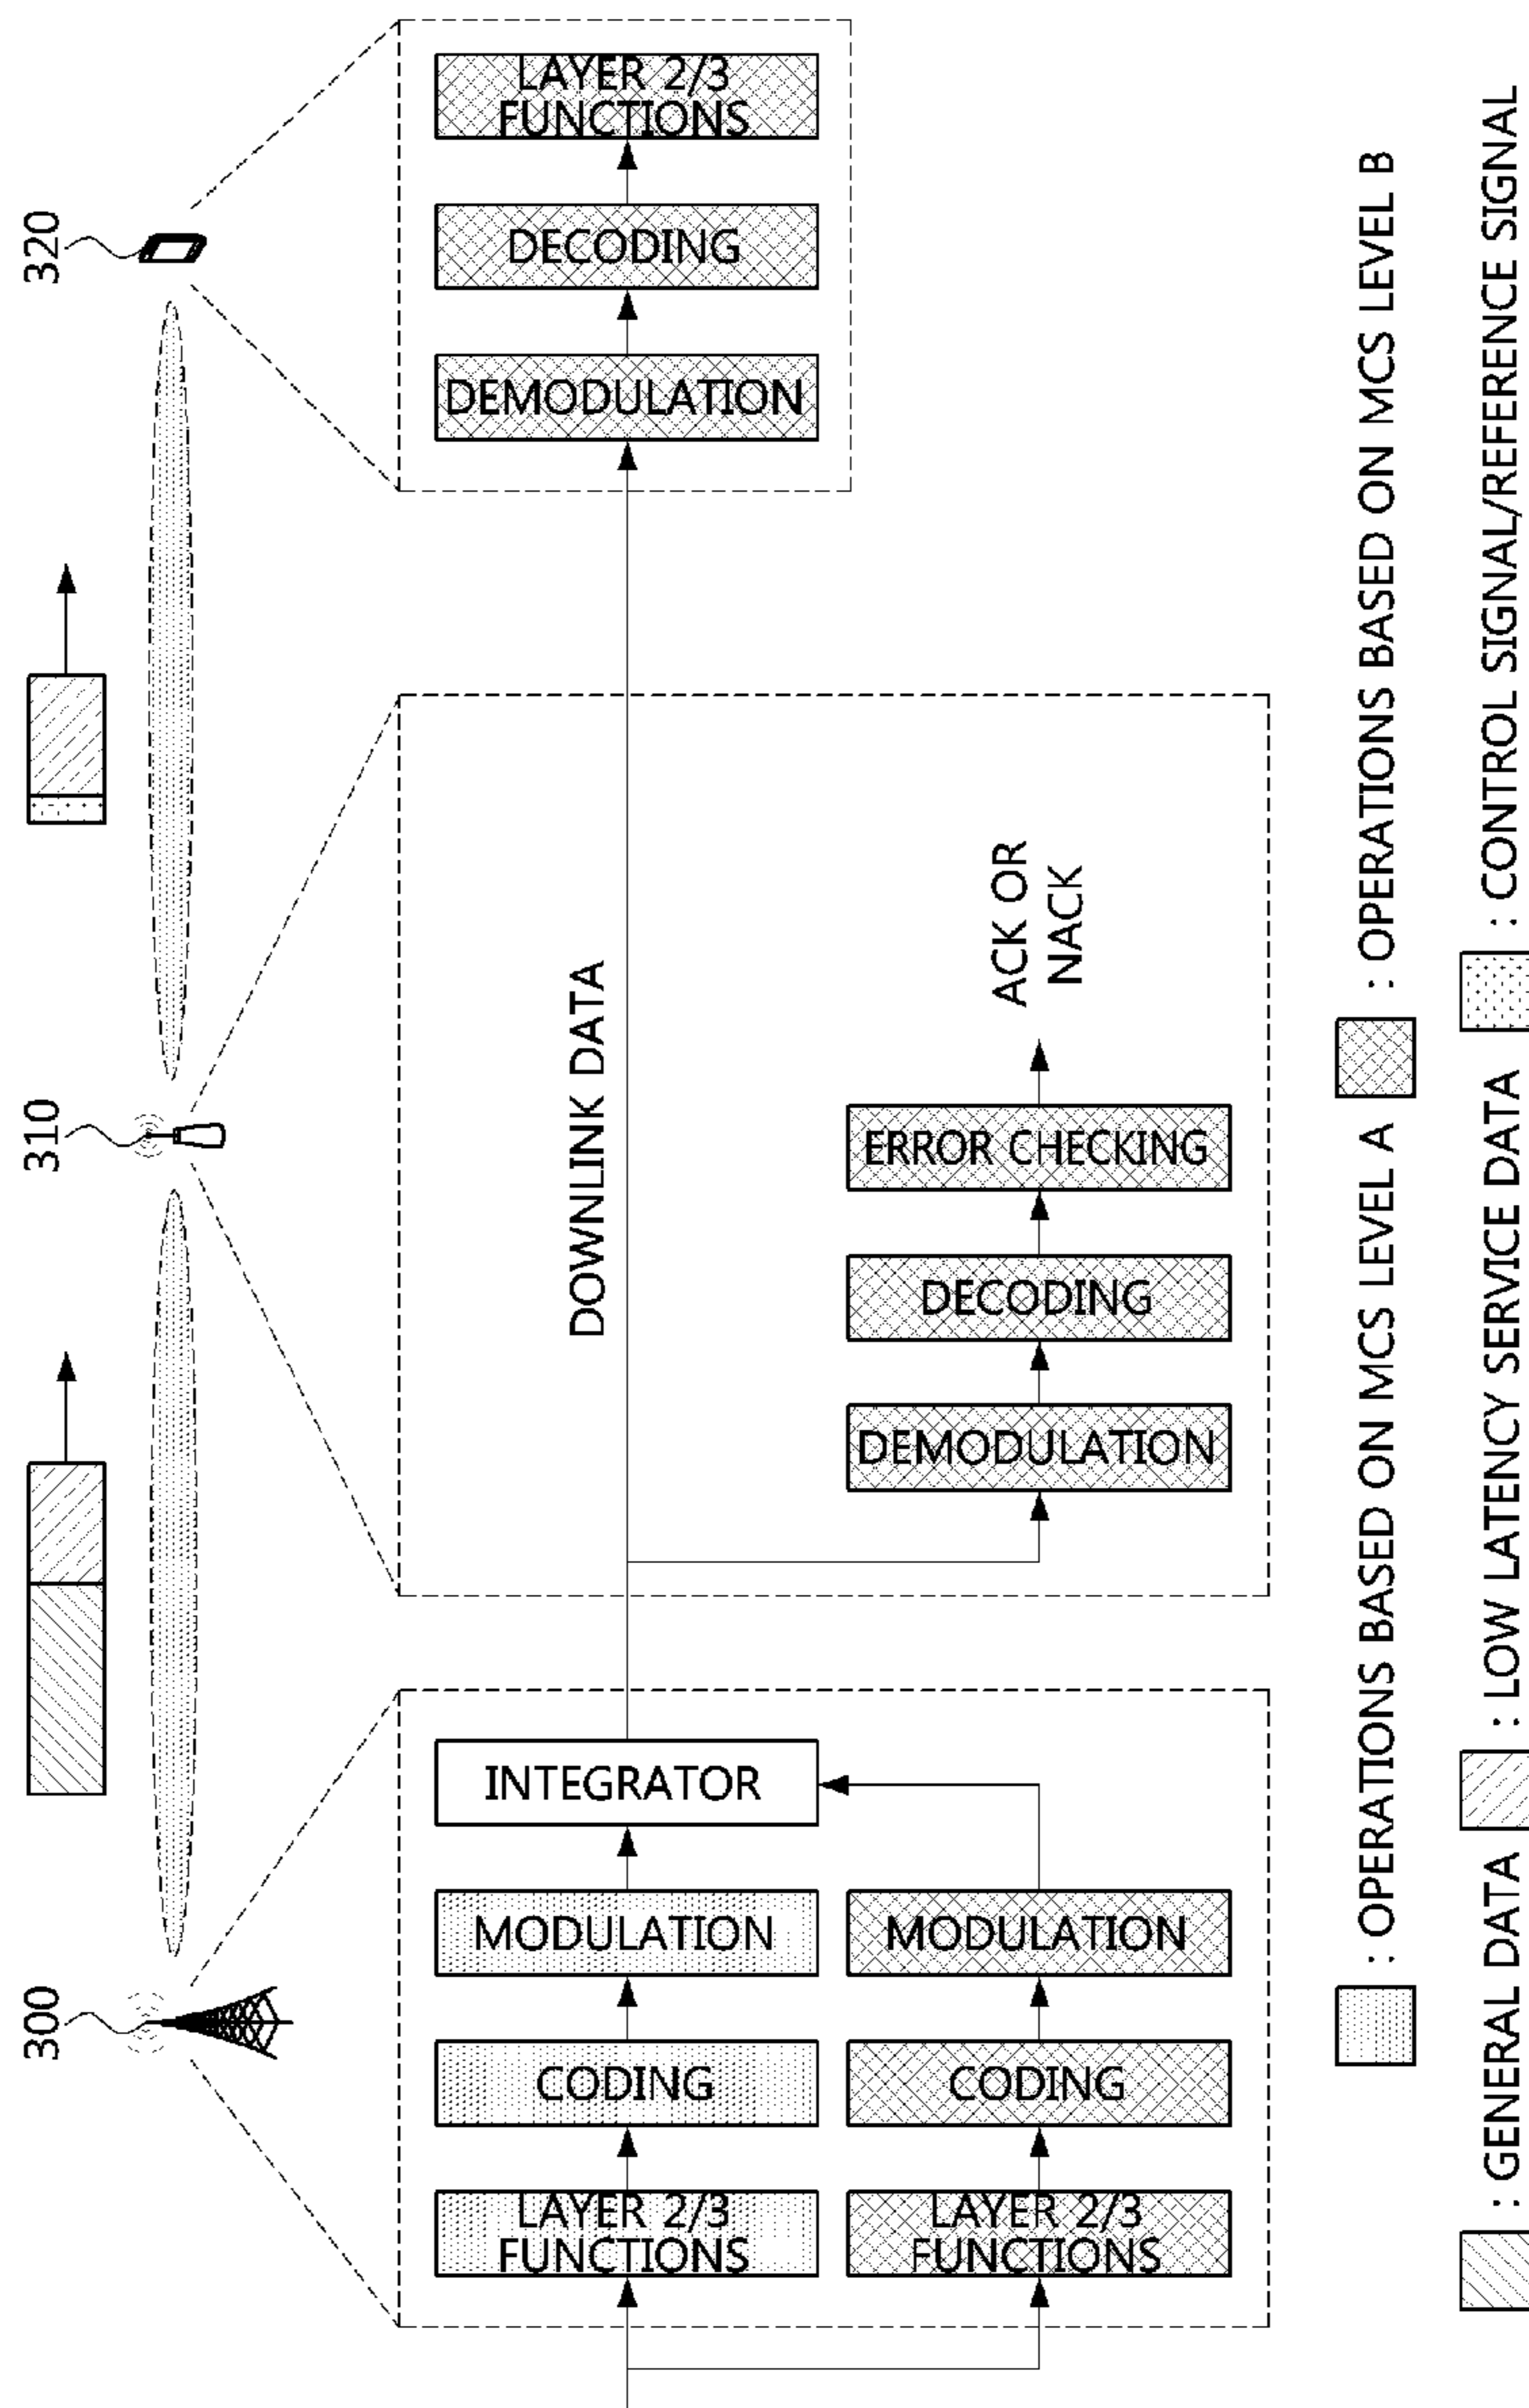 300
310
320
LAYER 2/3
FUNCTIONS
CODING
MODULATION
INTEGRATOR
DOWNLINK DATA
DEMODULATION
DECODING
LAYER 2/3
FUNCTIONS
LAYER 2/3
FUNCTIONS
CODING
MODULATION
DEMODULATION
DECODING
ERROR CHECKING
ACK OR
NACK
: OPERATIONS BASED ON MCS LEVEL A
: OPERATIONS BASED ON MCS LEVEL B
: GENERAL DATA
: LOW LATENCY SERVICE DATA
: CONTROL SIGNAL/REFERENCE SIGNAL